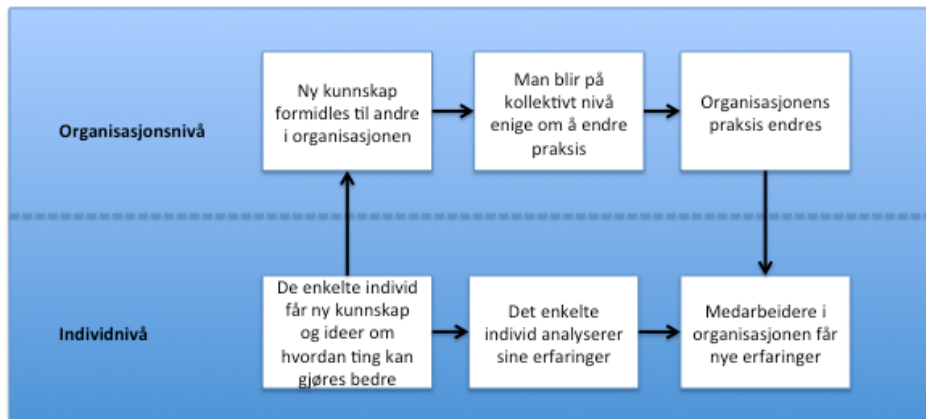 Organisasjonsnivå
Ny kunnskap
formidles til andre
i organisasjonen
Man blir på
kollektivt nivå
enige om å endre
praksis
Organisasjonens
praksis endres
Individnivå
De enkelte individ
får ny kunnskap
og ideer om
hvordan ting kan
gjøres bedre
Det enkelte
individ analyserer
sine erfaringer
Medarbeidere i
organisasjonen får
nye erfaringer